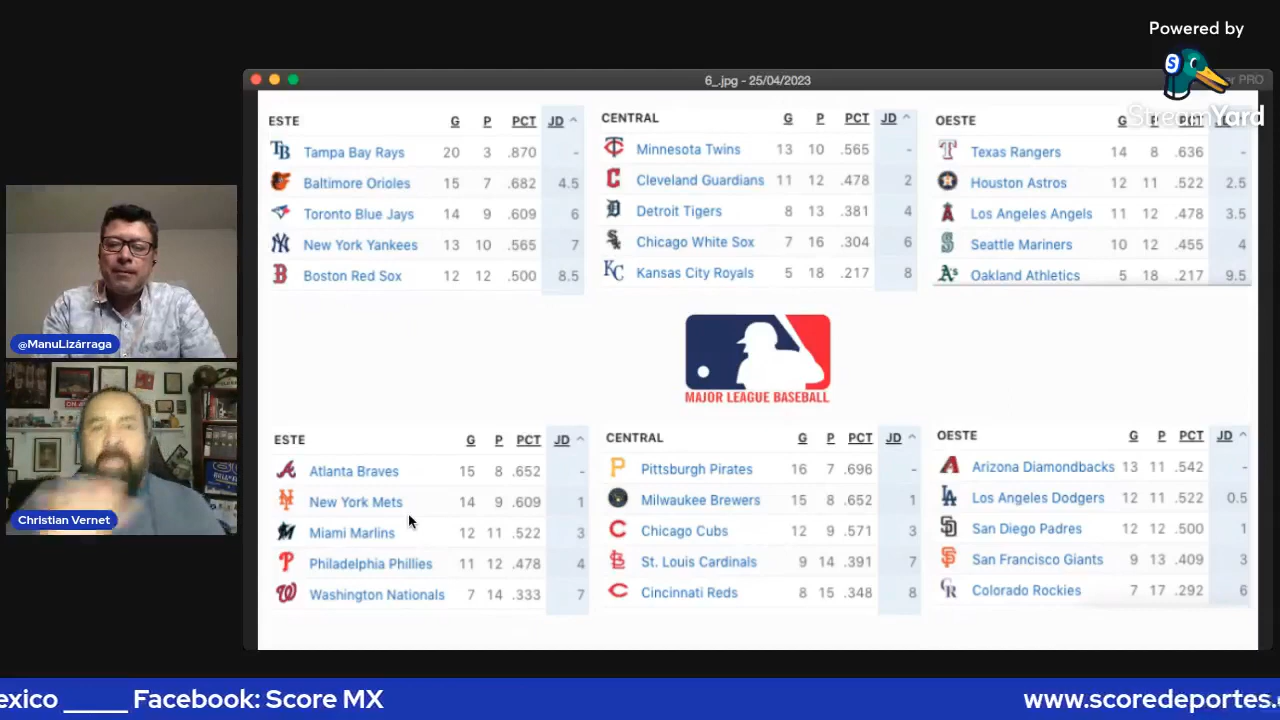 Powered by
StreamYard
6_.jpg - 25/04/2023
PRO
ESTE G P PCT JD
Tampa Bay Rays 20 3 .870 -
Baltimore Orioles 15 7 .682 4.5
Toronto Blue Jays 14 9 .609 6
New York Yankees 13 10 .565 7
Boston Red Sox 12 12 .500 8.5
CENTRAL G P PCT JD
Minnesota Twins 13 10 .565 -
Cleveland Guardians 11 12 .478 2
Detroit Tigers 8 13 .381 4
Chicago White Sox 7 16 .304 6
Kansas City Royals 5 18 .217 8
OESTE G P PCT
Texas Rangers 14 8 .636 -
Houston Astros 12 11 .522 2.5
Los Angeles Angels 11 12 .478 3.5
Seattle Mariners 10 12 .455 4
Oakland Athletics 5 18 .217 9.5
MAJOR LEAGUE BASEBALL
ESTE G P PCT JD
Atlanta Braves 15 8 .652 -
New York Mets 14 9 .609 1
Miami Marlins 12 11 .522 3
Philadelphia Phillies 11 12 .478 4
Washington Nationals 7 14 .333 7
CENTRAL G P PCT JD
Pittsburgh Pirates 16 7 .696 -
Milwaukee Brewers 15 8 .652 1
Chicago Cubs 12 9 .571 3
St. Louis Cardinals 9 14 .391 7
Cincinnati Reds 8 15 .348 8
OESTE G P PCT JD
Arizona Diamondbacks 13 11 .542 -
Los Angeles Dodgers 12 11 .522 0.5
San Diego Padres 12 12 .500 1
San Francisco Giants 9 13 .409 3
Colorado Rockies 7 17 .292 6
@ManuLizárraga
Christian Vernet
exico _____ Facebook: Score MX
www.scoredeportes.